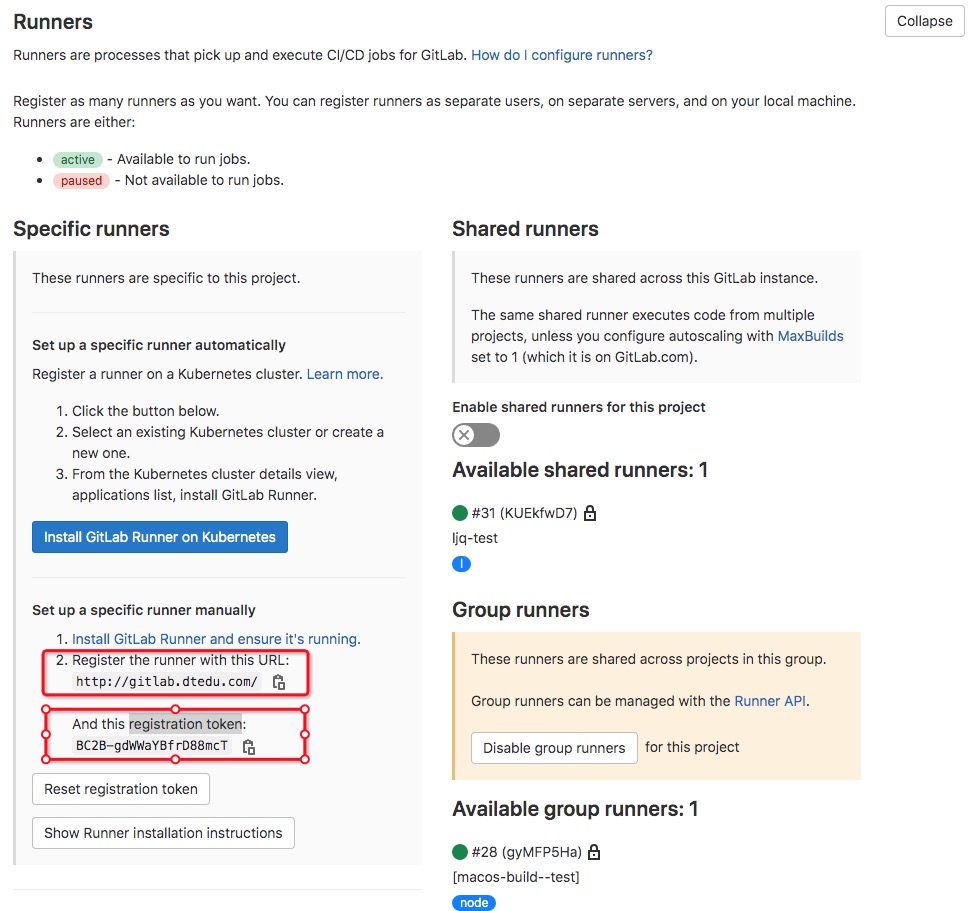 Runners
Collapse
Runners are processes that pick up and execute CI/CD jobs for GitLab. How do I configure runners?
Register as many runners as you want. You can register runners as separate users, on separate servers, and on your local machine.
Runners are either:
active - Available to run jobs.
paused - Not available to run jobs.
Specific runners
These runners are specific to this project.
Set up a specific runner automatically
Register a runner on a Kubernetes cluster. Learn more.
1. Click the button below.
2. Select an existing Kubernetes cluster or create a
new one.
3. From the Kubernetes cluster details view,
applications list, install GitLab Runner.
Install GitLab Runner on Kubernetes
Set up a specific runner manually
1. Install GitLab Runner and ensure it's running.
2. Register the runner with this URL:
http://gitlab.dtedu.com/
And this registration token:
BC2B-gdWWaYBfrD88mcT
Reset registration token
Show Runner installation instructions
Shared runners
These runners are shared across this GitLab instance.
The same shared runner executes code from multiple
projects, unless you configure autoscaling with MaxBuilds
set to 1 (which it is on GitLab.com).
Enable shared runners for this project
Available shared runners: 1
#31 (KUEkfwD7)
ljq-test
l
Group runners
These runners are shared across projects in this group.
Group runners can be managed with the Runner API.
Disable group runners for this project
Available group runners: 1
#28 (gyMFP5Ha)
[macos-build--test]
node